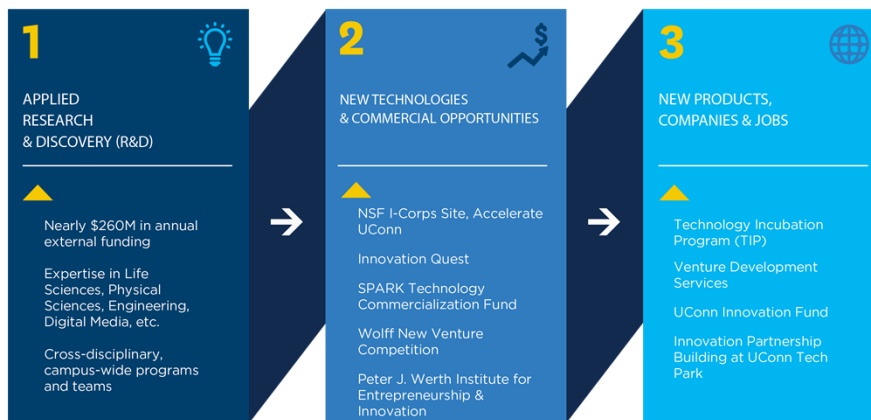 1
APPLIED
RESEARCH
& DISCOVERY (R&D)
Nearly $260M in annual
external funding
Expertise in Life
Sciences, Physical
Sciences, Engineering,
Digital Media, etc.
Cross-disciplinary,
campus-wide programs
and teams
2
$
NEW TECHNOLOGIES
& COMMERCIAL OPPORTUNITIES
NSF I-Corps Site, Accelerate
UConn
Innovation Quest
SPARK Technology
Commercialization Fund
Wolff New Venture
Competition
Peter J. Werth Institute for
Entrepreneurship &
Innovation
3
NEW PRODUCTS,
COMPANIES & JOBS
Technology Incubation
Program (TIP)
Venture Development
Services
UConn Innovation Fund
Innovation Partnership
Building at UConn Tech
Park